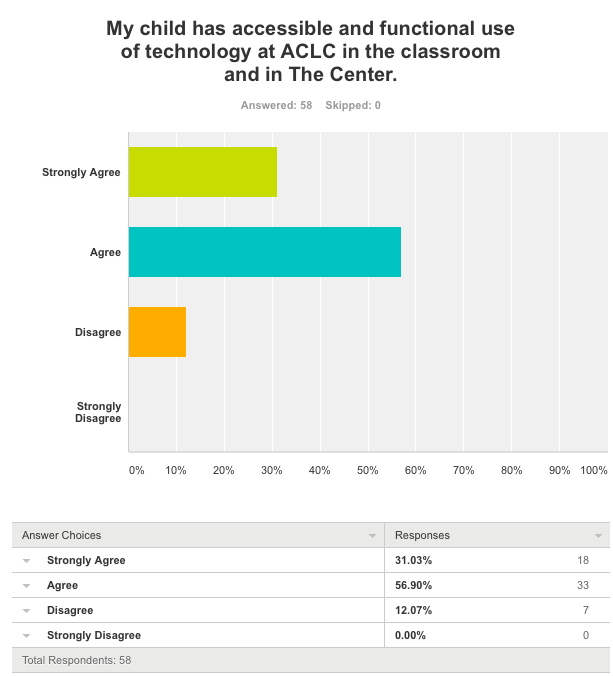 My child has accessible and functional use
of technology at ACLC in the classroom
and in The Center.
Answered: 58 Skipped: 0
Strongly Agree
Agree
Disagree
Strongly
Disagree
0% 10% 20% 30% 40% 50% 60% 70% 80% 90% 100%
Answer Choices Responses
Strongly Agree 31.03% 18
Agree 56.90% 33
Disagree 12.07% 7
Strongly Disagree 0.00% 0
Total Respondents: 58